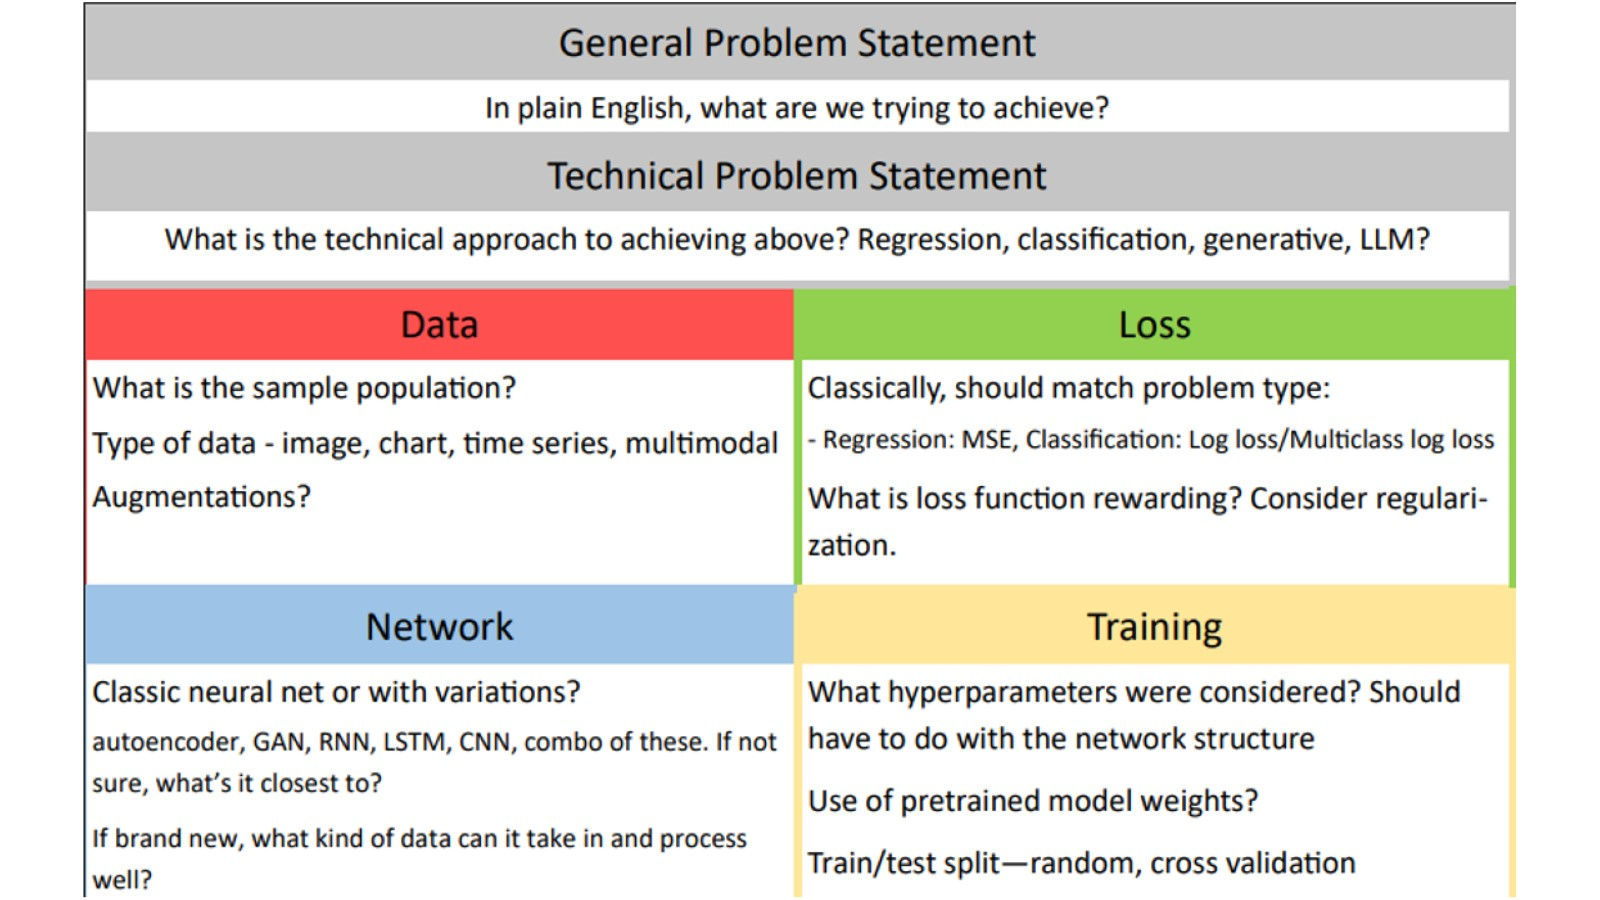 General Problem Statement
In plain English, what are we trying to achieve?
Technical Problem Statement
What is the technical approach to achieving above? Regression, classification, generative, LLM?
Data
What is the sample population?
Type of data - image, chart, time series, multimodal
Augmentations?
Loss
Classically, should match problem type:
- Regression: MSE, Classification: Log loss/Multiclass log loss
What is loss function rewarding? Consider regulari-
zation.
Network
Classic neural net or with variations?
autoencoder, GAN, RNN, LSTM, CNN, combo of these. If not
sure, what’s it closest to?
If brand new, what kind of data can it take in and process
well?
Training
What hyperparameters were considered? Should
have to do with the network structure
Use of pretrained model weights?
Train/test split—random, cross validation